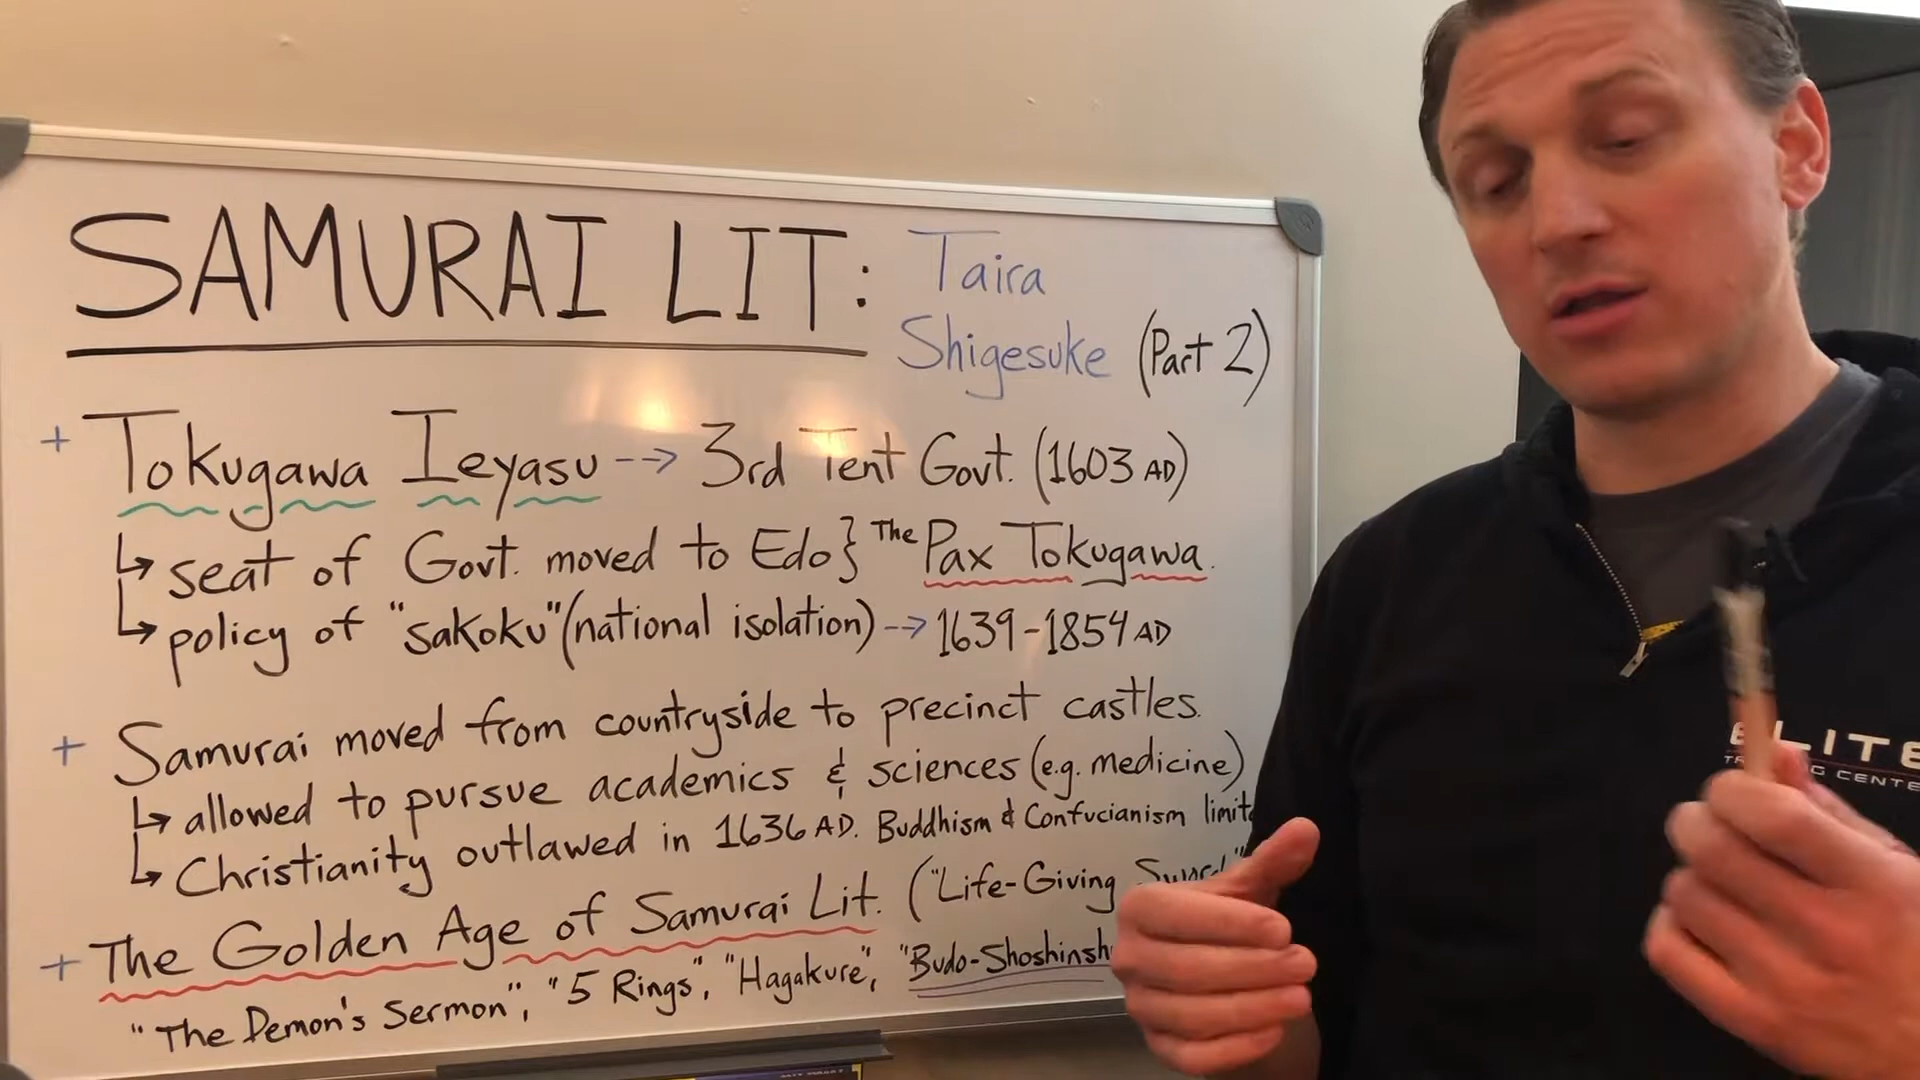 SAMURAI LIT: Taira Shigesuke (Part 2)
+ Tokugawa Ieyasu --> 3rd Tent Govt. (1603 AD)
↳ seat of Govt. moved to Edo} The Pax Tokugawa.
↳ policy of "sakoku" (national isolation) --> 1639-1854 AD
+ Samurai moved from countryside to precinct castles.
↳ allowed to pursue academics & sciences (e.g. medicine)
↳ Christianity outlawed in 1636 AD. Buddhism & Confucianism
+ The Golden Age of Samurai Lit. ("Life-Giving Sword"
"The Demon's Sermon", "5 Rings", "Hagakure", "Budo-Shoshinsh
ELITE